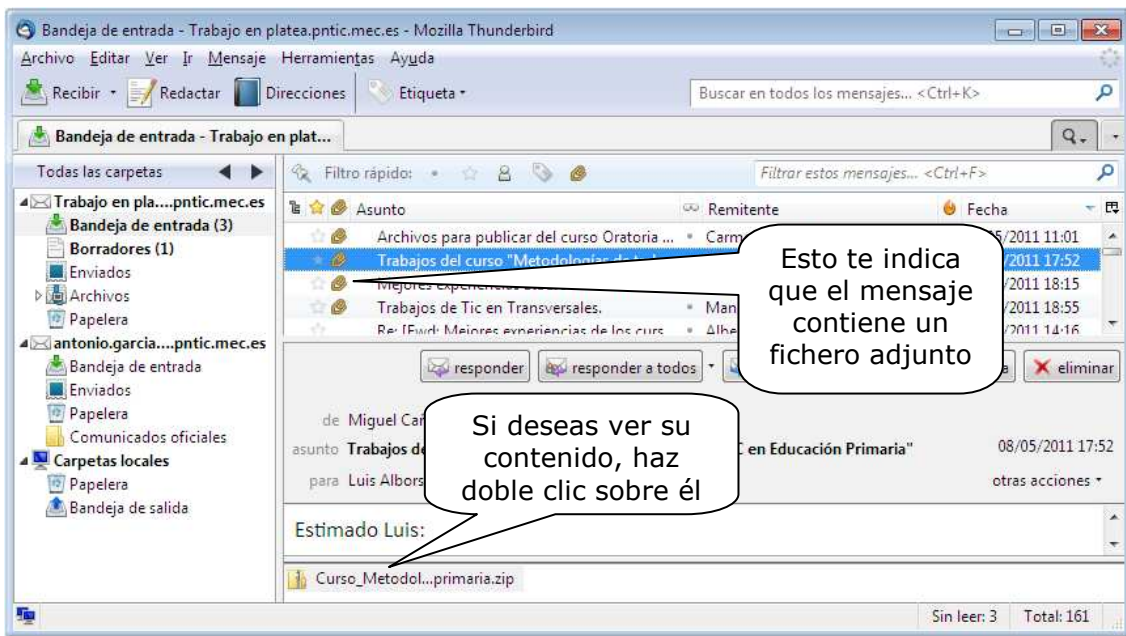 Bandeja de entrada - Trabajo en platea.pntic.mec.es - Mozilla Thunderbird
Archivo Editar Ver Ir Mensaje Herramientas Ayuda
Recibir Redactar Direcciones Etiqueta Buscar en todos los mensajes... <Ctrl+K>
Bandeja de entrada - Trabajo en plat...
Todas las carpetas Filtro rápido: Filtrar estos mensajes... <Ctrl+F>
Trabajo en pla....pntic.mec.es
Bandeja de entrada (3)
Borradores (1)
Enviados
Archivos
Papelera
antonio.garcia....pntic.mec.es
Bandeja de entrada
Enviados
Papelera
Comunicados oficiales
Carpetas locales
Papelera
Bandeja de salida
Asunto Remitente Fecha
Archivos para publicar del curso Oratoria ... /2011 11:01
Trabajos del curso "Metodologías /2011 17:52
Mejores experiencias /2011 18:15
Trabajos de Tic en Transversales. /2011 18:55
Re: [Fwd: Mejores experiencias de los curs /2011 14:16
Esto te indica
que el mensaje
contiene un
fichero adjunto
responder responder a todos eliminar
de Miguel
asunto Trabajos en Educación Primaria" 08/05/2011 17:52
para Luis Albors otras acciones
Si deseas ver su
contenido, haz
doble clic sobre él
Estimado Luis:
Curso_Metodol...primaria.zip
Sin leer: 3 Total: 161